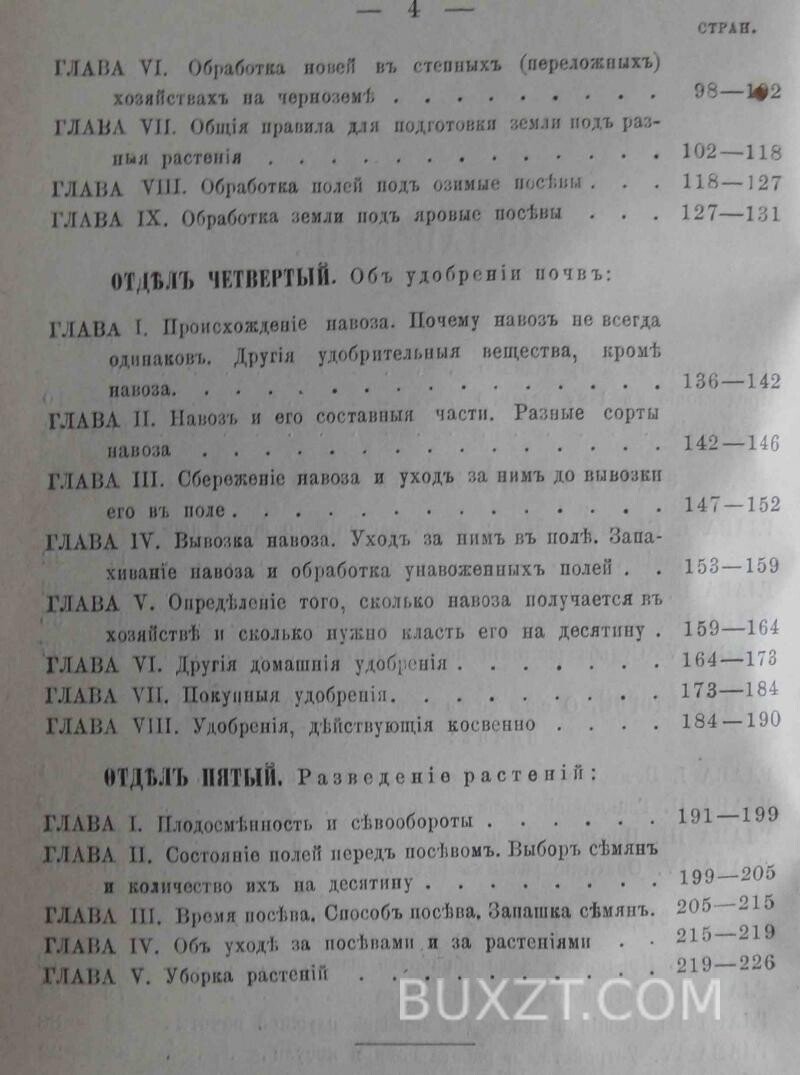 — 4 —
СТРАН.
ГЛАВА VI. Обработка новей въ степныхъ (переложныхъ)
хозяйствахъ на черноземѣ . . . . . . . . . 98—102
ГЛАВА VII. Общія правила для подготовки земли подъ раз-
ныя растенія . . . . . . . . . . . . . 102—118
ГЛАВА VIII. Обработка полей подъ озимые посѣвы . . . 118—127
ГЛАВА IX. Обработка земли подъ яровые посѣвы . . . 127—131
ОТДѢЛЪ ЧЕТВЕРТЫЙ. Объ удобреніи почвъ:
ГЛАВА I. Происхожденіе навоза. Почему навозъ не всегда
одинаковъ. Другія удобрительныя вещества, кромѣ
навоза. . . . . . . . . . . . . . . . 136—142
ГЛАВА II. Навозъ и его составныя части. Разные сорты
навоза . . . . . . . . . . . . . . . 142—146
ГЛАВА III. Сбереженіе навоза и уходъ за нимъ до вывозки
его въ поле . . . . . . . . . . . . . . 147—152
ГЛАВА IV. Вывозка навоза. Уходъ за нимъ въ полѣ. Запа-
хиваніе навоза и обработка унавоженныхъ полей . . 153—159
ГЛАВА V. Опредѣленіе того, сколько навоза получается въ
хозяйствѣ и сколько нужно класть его на десятину . 159—164
ГЛАВА VI. Другія домашнія удобренія . . . . . . . 164—173
ГЛАВА VII. Покупныя удобренія. . . . . . . . . 173—184
ГЛАВА VIII. Удобренія, дѣйствующія косвенно . . . . 184—190
ОТДѢЛЪ ПЯТЫЙ. Разведеніе растеній:
ГЛАВА I. Плодосмѣнность и сѣвообороты . . . . . . 191—199
ГЛАВА II. Состояніе полей передъ посѣвомъ. Выборъ сѣмянъ
и количество ихъ на десятину . . . . . . . . 199—205
ГЛАВА III. Время посѣва. Способъ посѣва. Запашка сѣмянъ. 205—215
ГЛАВА IV. Объ уходѣ за посѣвами и за растеніями . . 215—219
ГЛАВА V. Уборка растеній . . . . . . . . . . 219—226
BUXZT.COM